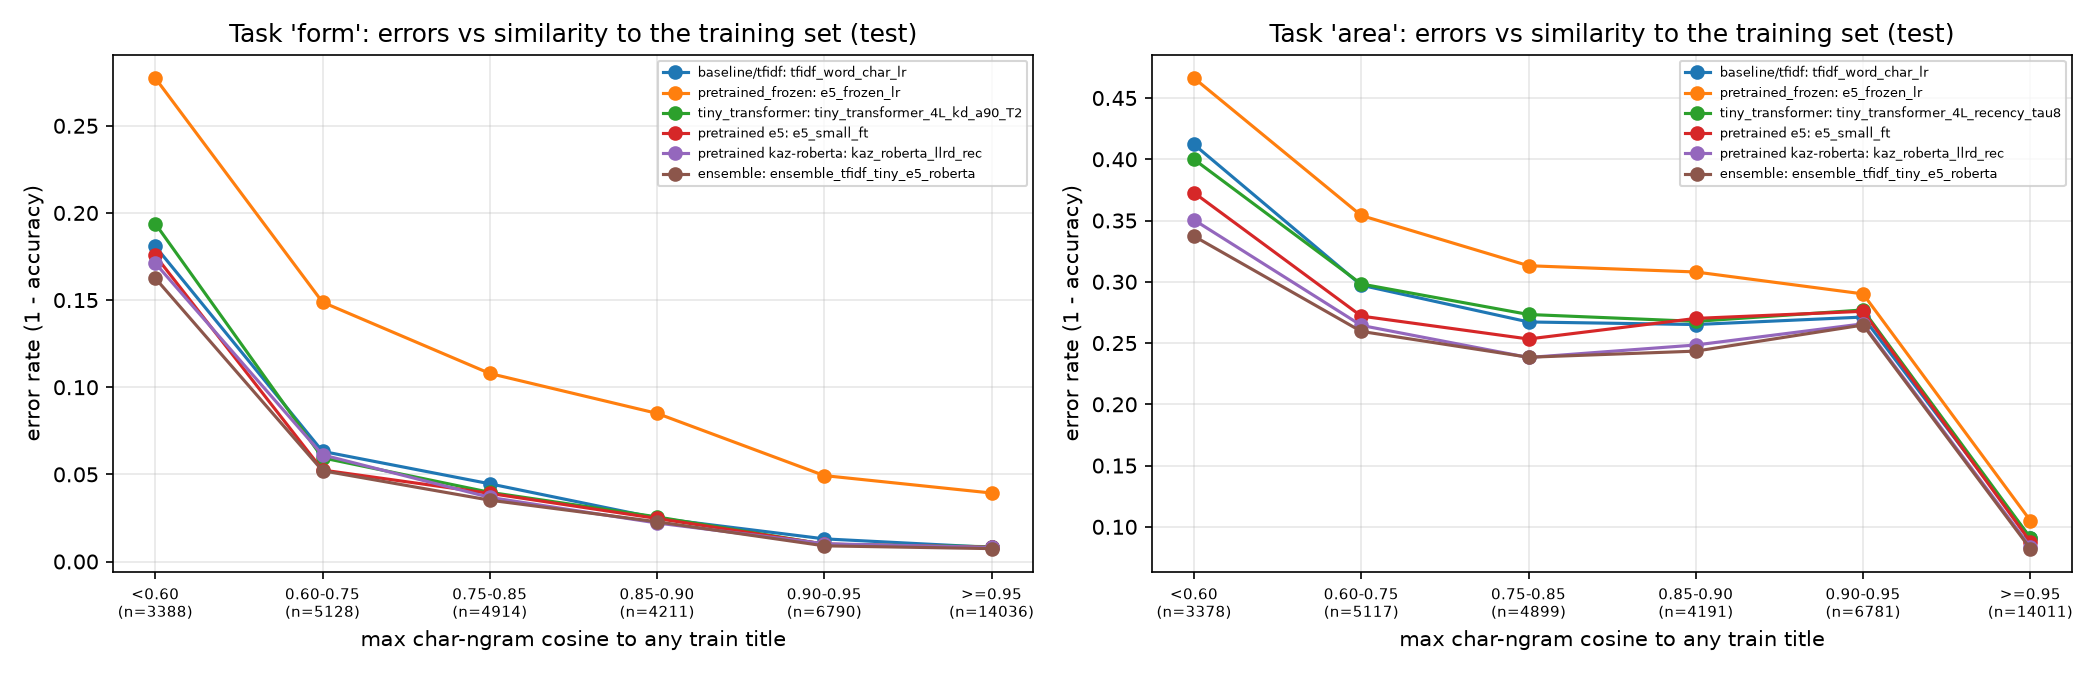 Task 'form': errors vs similarity to the training set (test)
baseline/tfidf: tfidf_word_char_lr
pretrained_frozen: e5_frozen_lr
tiny_transformer: tiny_transformer_4L_kd_a90_T2
pretrained e5: e5_small_ft
pretrained kaz-roberta: kaz_roberta_llrd_rec
ensemble: ensemble_tfidf_tiny_e5_roberta
error rate (1 - accuracy)
0.25
0.20
0.15
0.10
0.05
0.00
<0.60 0.60-0.75 0.75-0.85 0.85-0.90 0.90-0.95 >=0.95
(n=3388) (n=5128) (n=4914) (n=4211) (n=6790) (n=14036)
max char-ngram cosine to any train title
Task 'area': errors vs similarity to the training set (test)
baseline/tfidf: tfidf_word_char_lr
pretrained_frozen: e5_frozen_lr
tiny_transformer: tiny_transformer_4L_recency_tau8
pretrained e5: e5_small_ft
pretrained kaz-roberta: kaz_roberta_llrd_rec
ensemble: ensemble_tfidf_tiny_e5_roberta
error rate (1 - accuracy)
0.45
0.40
0.35
0.30
0.25
0.20
0.15
0.10
<0.60 0.60-0.75 0.75-0.85 0.85-0.90 0.90-0.95 >=0.95
(n=3378) (n=5117) (n=4899) (n=4191) (n=6781) (n=14011)
max char-ngram cosine to any train title